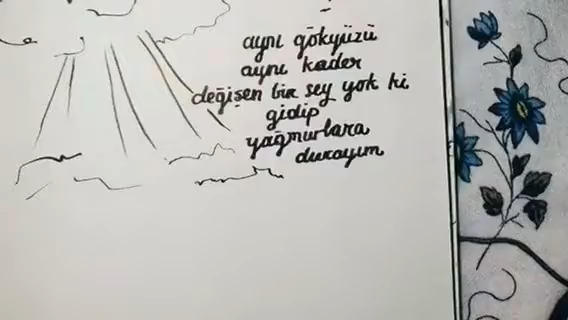 aynı gökyüzü
aynı kader
değişen bir şey yok ki
gidip
yağmurlara
durayım